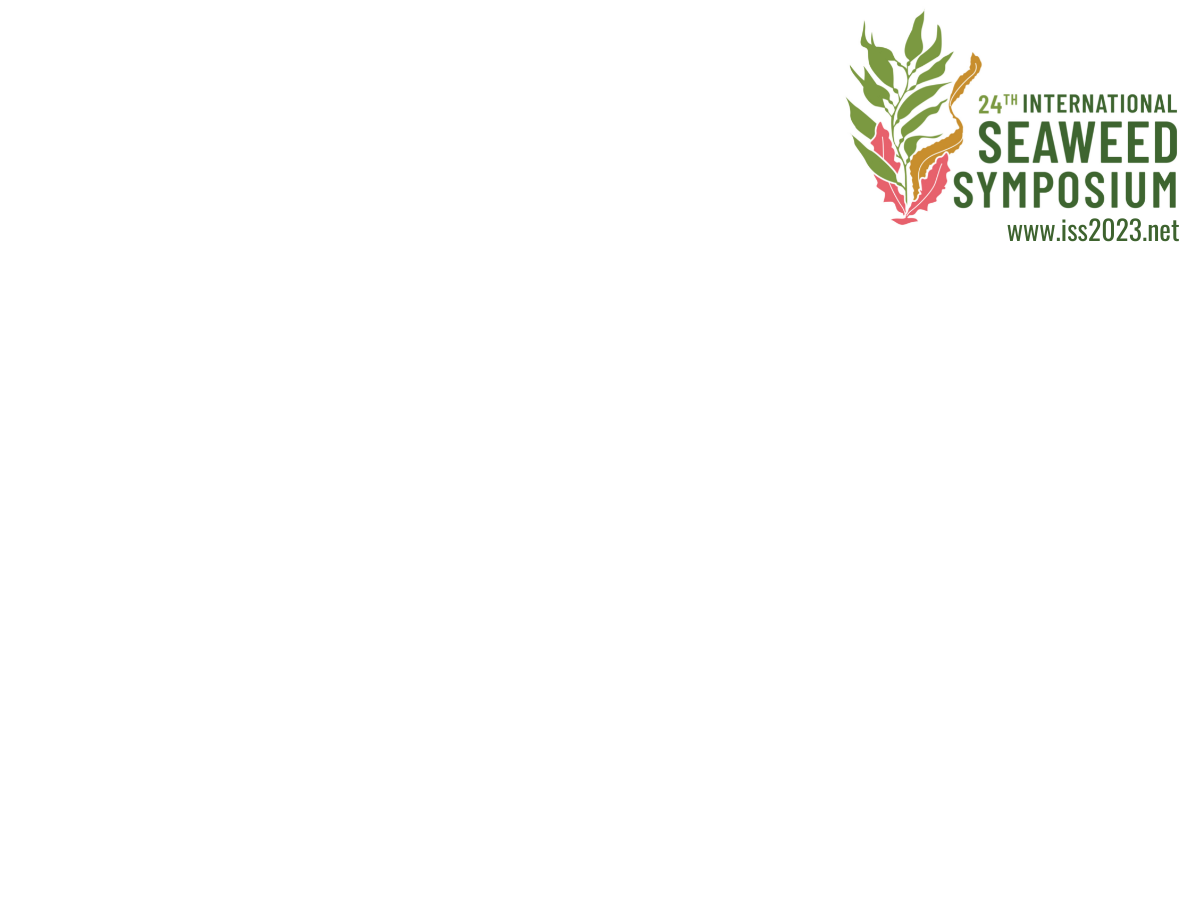 24TH INTERNATIONAL
SEAWEED
SYMPOSIUM
www.iss2023.net